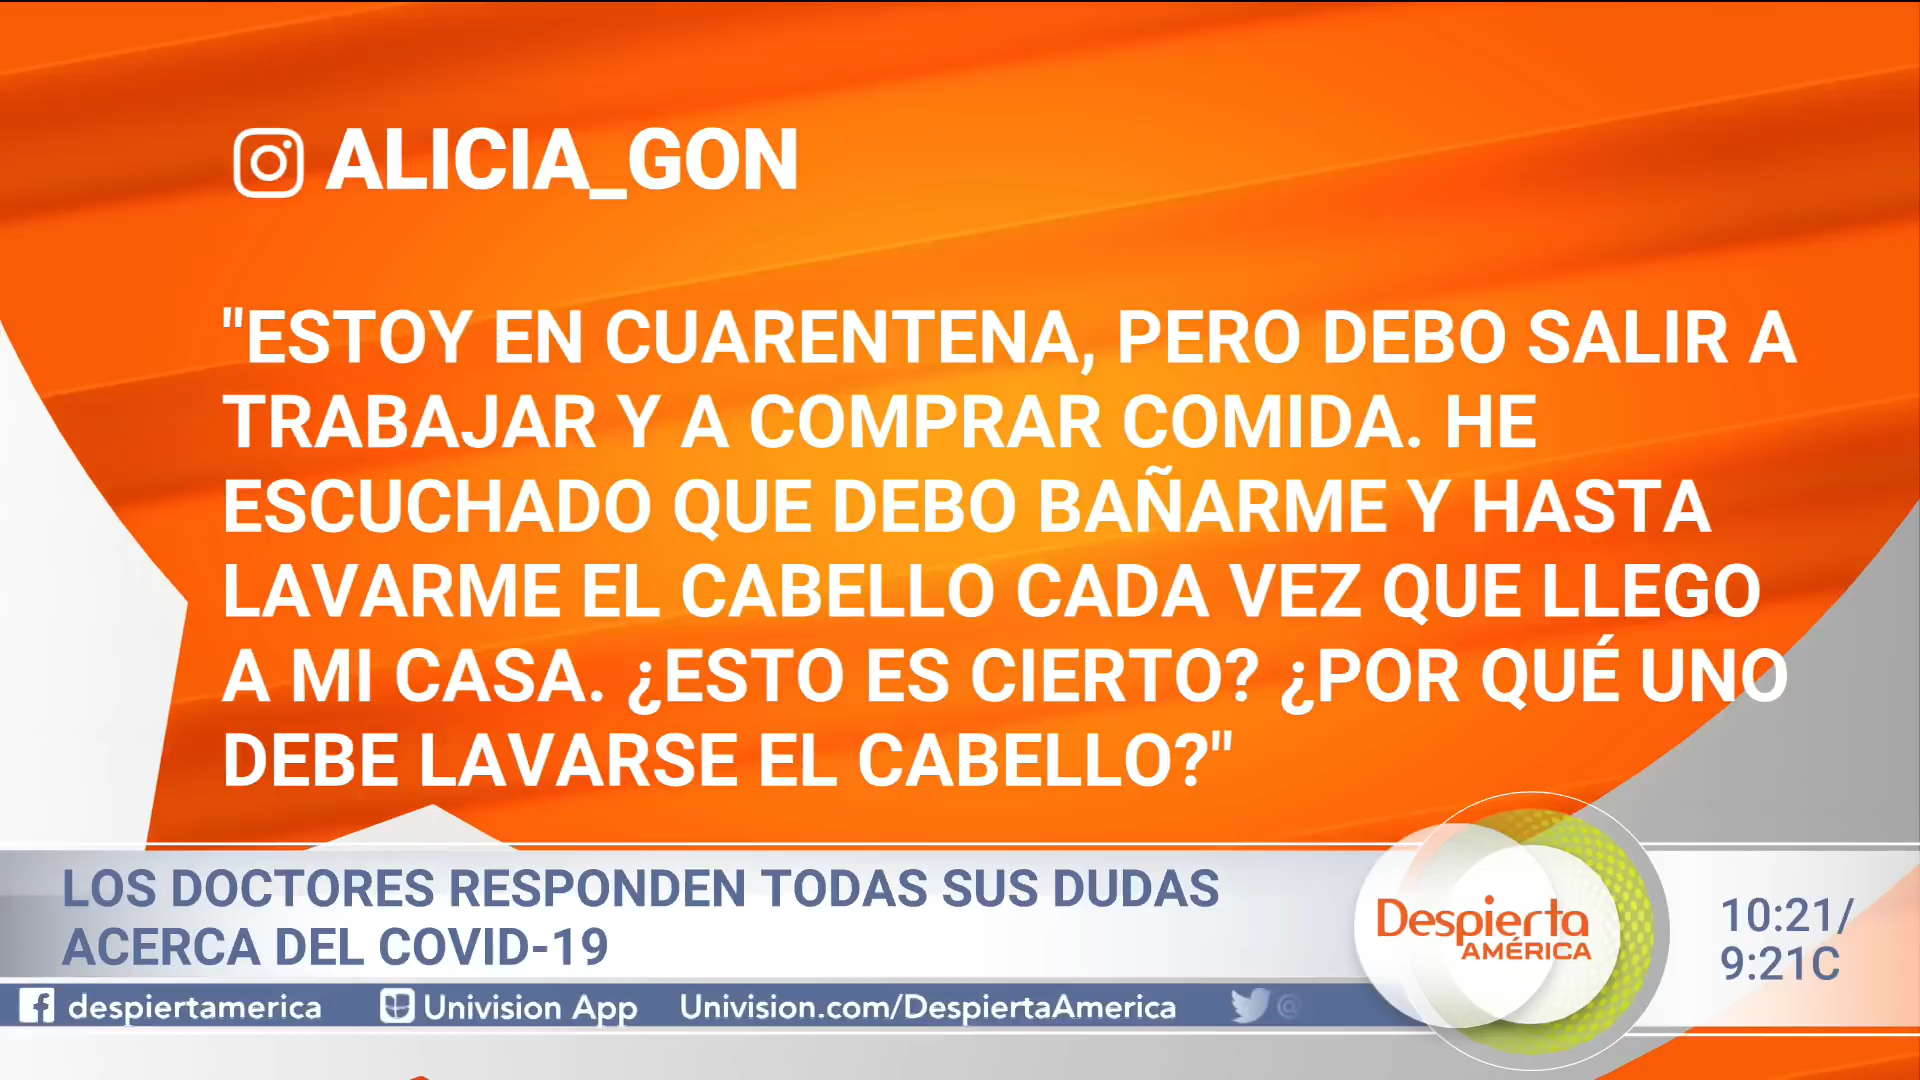 ALICIA_GON
"ESTOY EN CUARENTENA, PERO DEBO SALIR A
TRABAJAR Y A COMPRAR COMIDA. HE
ESCUCHADO QUE DEBO BAÑARME Y HASTA
LAVARME EL CABELLO CADA VEZ QUE LLEGO
A MI CASA. ¿ESTO ES CIERTO? ¿POR QUÉ UNO
DEBE LAVARSE EL CABELLO?"
LOS DOCTORES RESPONDEN TODAS SUS DUDAS
ACERCA DEL COVID-19
Despierta
AMÉRICA
10:21/
9:21C
despiertamerica Univision App Univision.com/DespiertaAmerica @